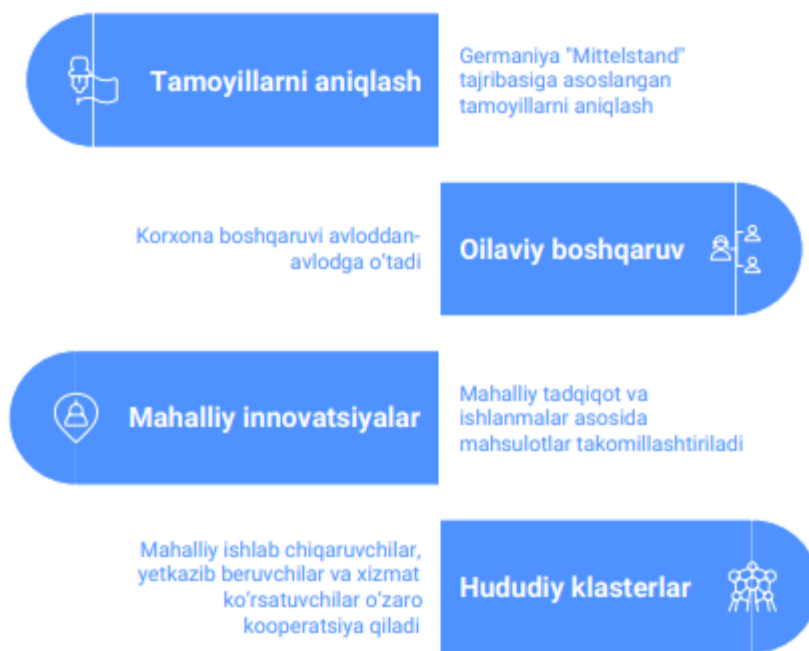 Tamoyillarni aniqlash
Germaniya "Mittelstand"
tajribasiga asoslangan
tamoyillarni aniqlash
Korxona boshqaruvi avloddan-
avlodga o‘tadi
Oilaviy boshqaruv
Mahalliy innovatsiyalar
Mahalliy tadqiqot va
ishlanmalar asosida
mahsulotlar takomillashtiriladi
Mahalliy ishlab chiqaruvchilar,
yetkazib beruvchilar va xizmat
ko‘rsatuvchilar o‘zaro
kooperatsiya qiladi
Hududiy klasterlar